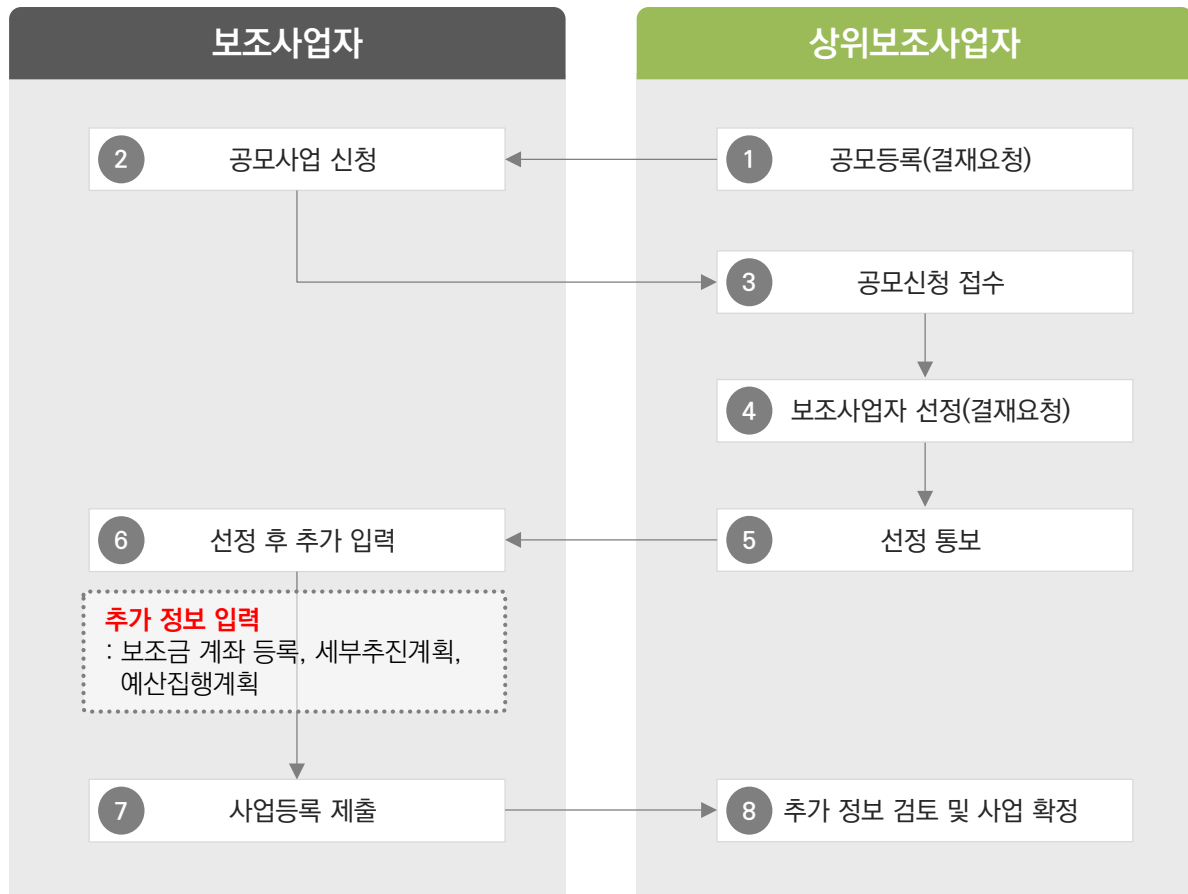 보조사업자
상위보조사업자
1 공모등록(결재요청)
2 공모사업 신청
3 공모신청 접수
4 보조사업자 선정(결재요청)
5 선정 통보
6 선정 후 추가 입력
추가 정보 입력
: 보조금 계좌 등록, 세부추진계획,
예산집행계획
7 사업등록 제출
8 추가 정보 검토 및 사업 확정